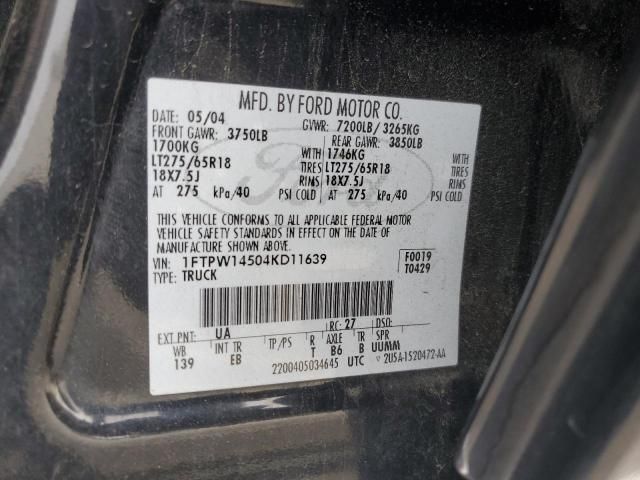 MFD. BY FORD MOTOR CO.
DATE: 05/04 GVWR: 7200LB/ 3265KG
FRONT GAWR: 3750LB REAR GAWR: 3850LB
1700KG WITH 1746KG WITH
LT275/65R18 TIRES LT275/65R18 TIRES
18X7.5J RIMS 18X7.5J RIMS
AT 275 kPa/40 PSI COLD AT 275 kPa/40 PSI COLD
THIS VEHICLE CONFORMS TO ALL APPLICABLE FEDERAL MOTOR
VEHICLE SAFETY STANDARDS IN EFFECT ON THE DATE OF
MANUFACTURE SHOWN ABOVE.
VIN: 1FTPW14504KD11639 F0019
TYPE: TRUCK T0429
EXT PNT: UA RC: 27 DSO:
WB INT TR TP/PS R AXLE TR SPR
139 EB T B6 B UUMM
2200405034645 UTC 2U5A-1520472-AA
Ford